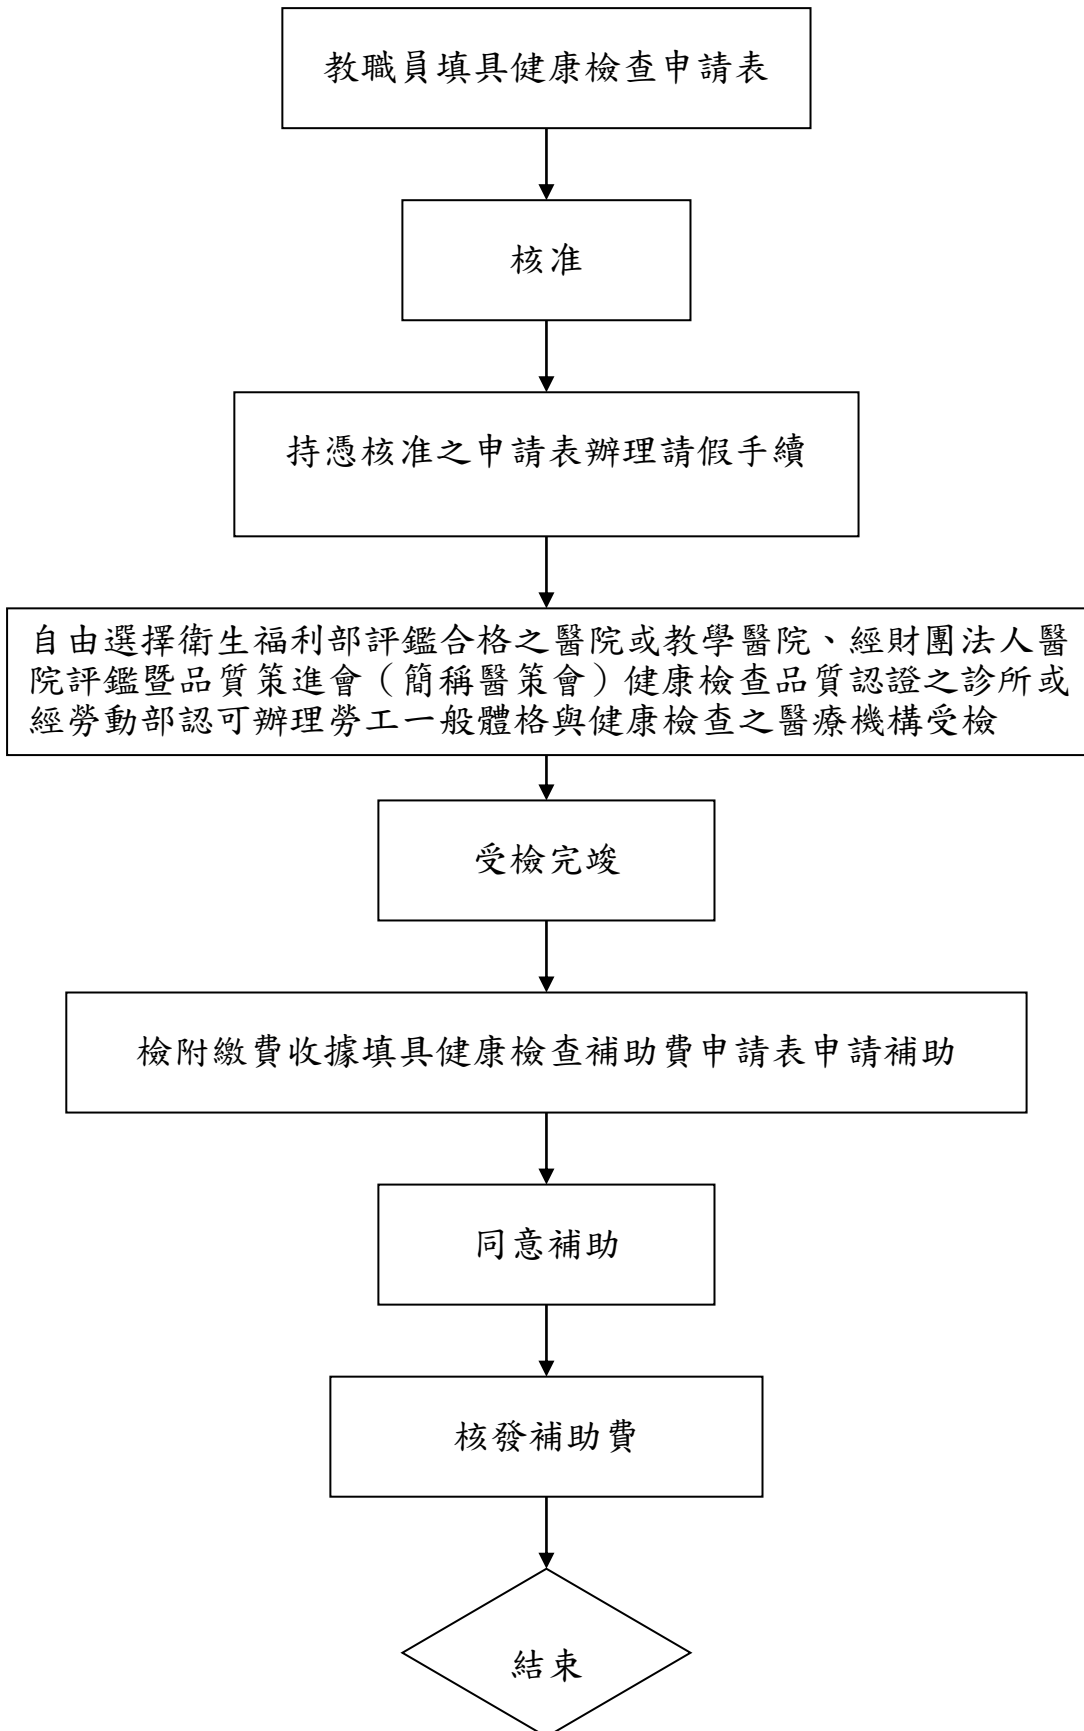 教職員填具健康檢查申請表
核准
持憑核准之申請表辦理請假手續
自由選擇衛生福利部評鑑合格之醫院或教學醫院、經財團法人醫
院評鑑暨品質策進會（簡稱醫策會）健康檢查品質認證之診所或
經勞動部認可辦理勞工一般體格與健康檢查之醫療機構受檢
受檢完竣
檢附繳費收據填具健康檢查補助費申請表申請補助
同意補助
核發補助費
結束